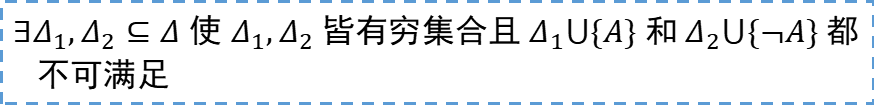 ∃Δ₁, Δ₂ ⊆ Δ 使 Δ₁, Δ₂ 皆有穷集合且 Δ₁⋃{A} 和 Δ₂⋃{¬A} 都
不可满足